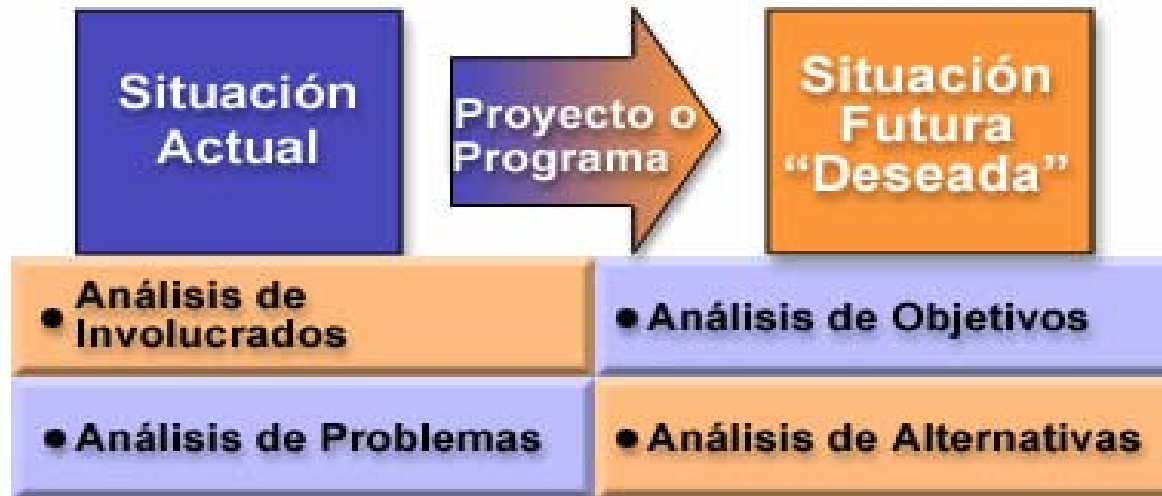 Situación
Actual
Proyecto o
Programa
Situación
Futura
“Deseada”
• Análisis de
Involucrados
• Análisis de Objetivos
• Análisis de Problemas
• Análisis de Alternativas